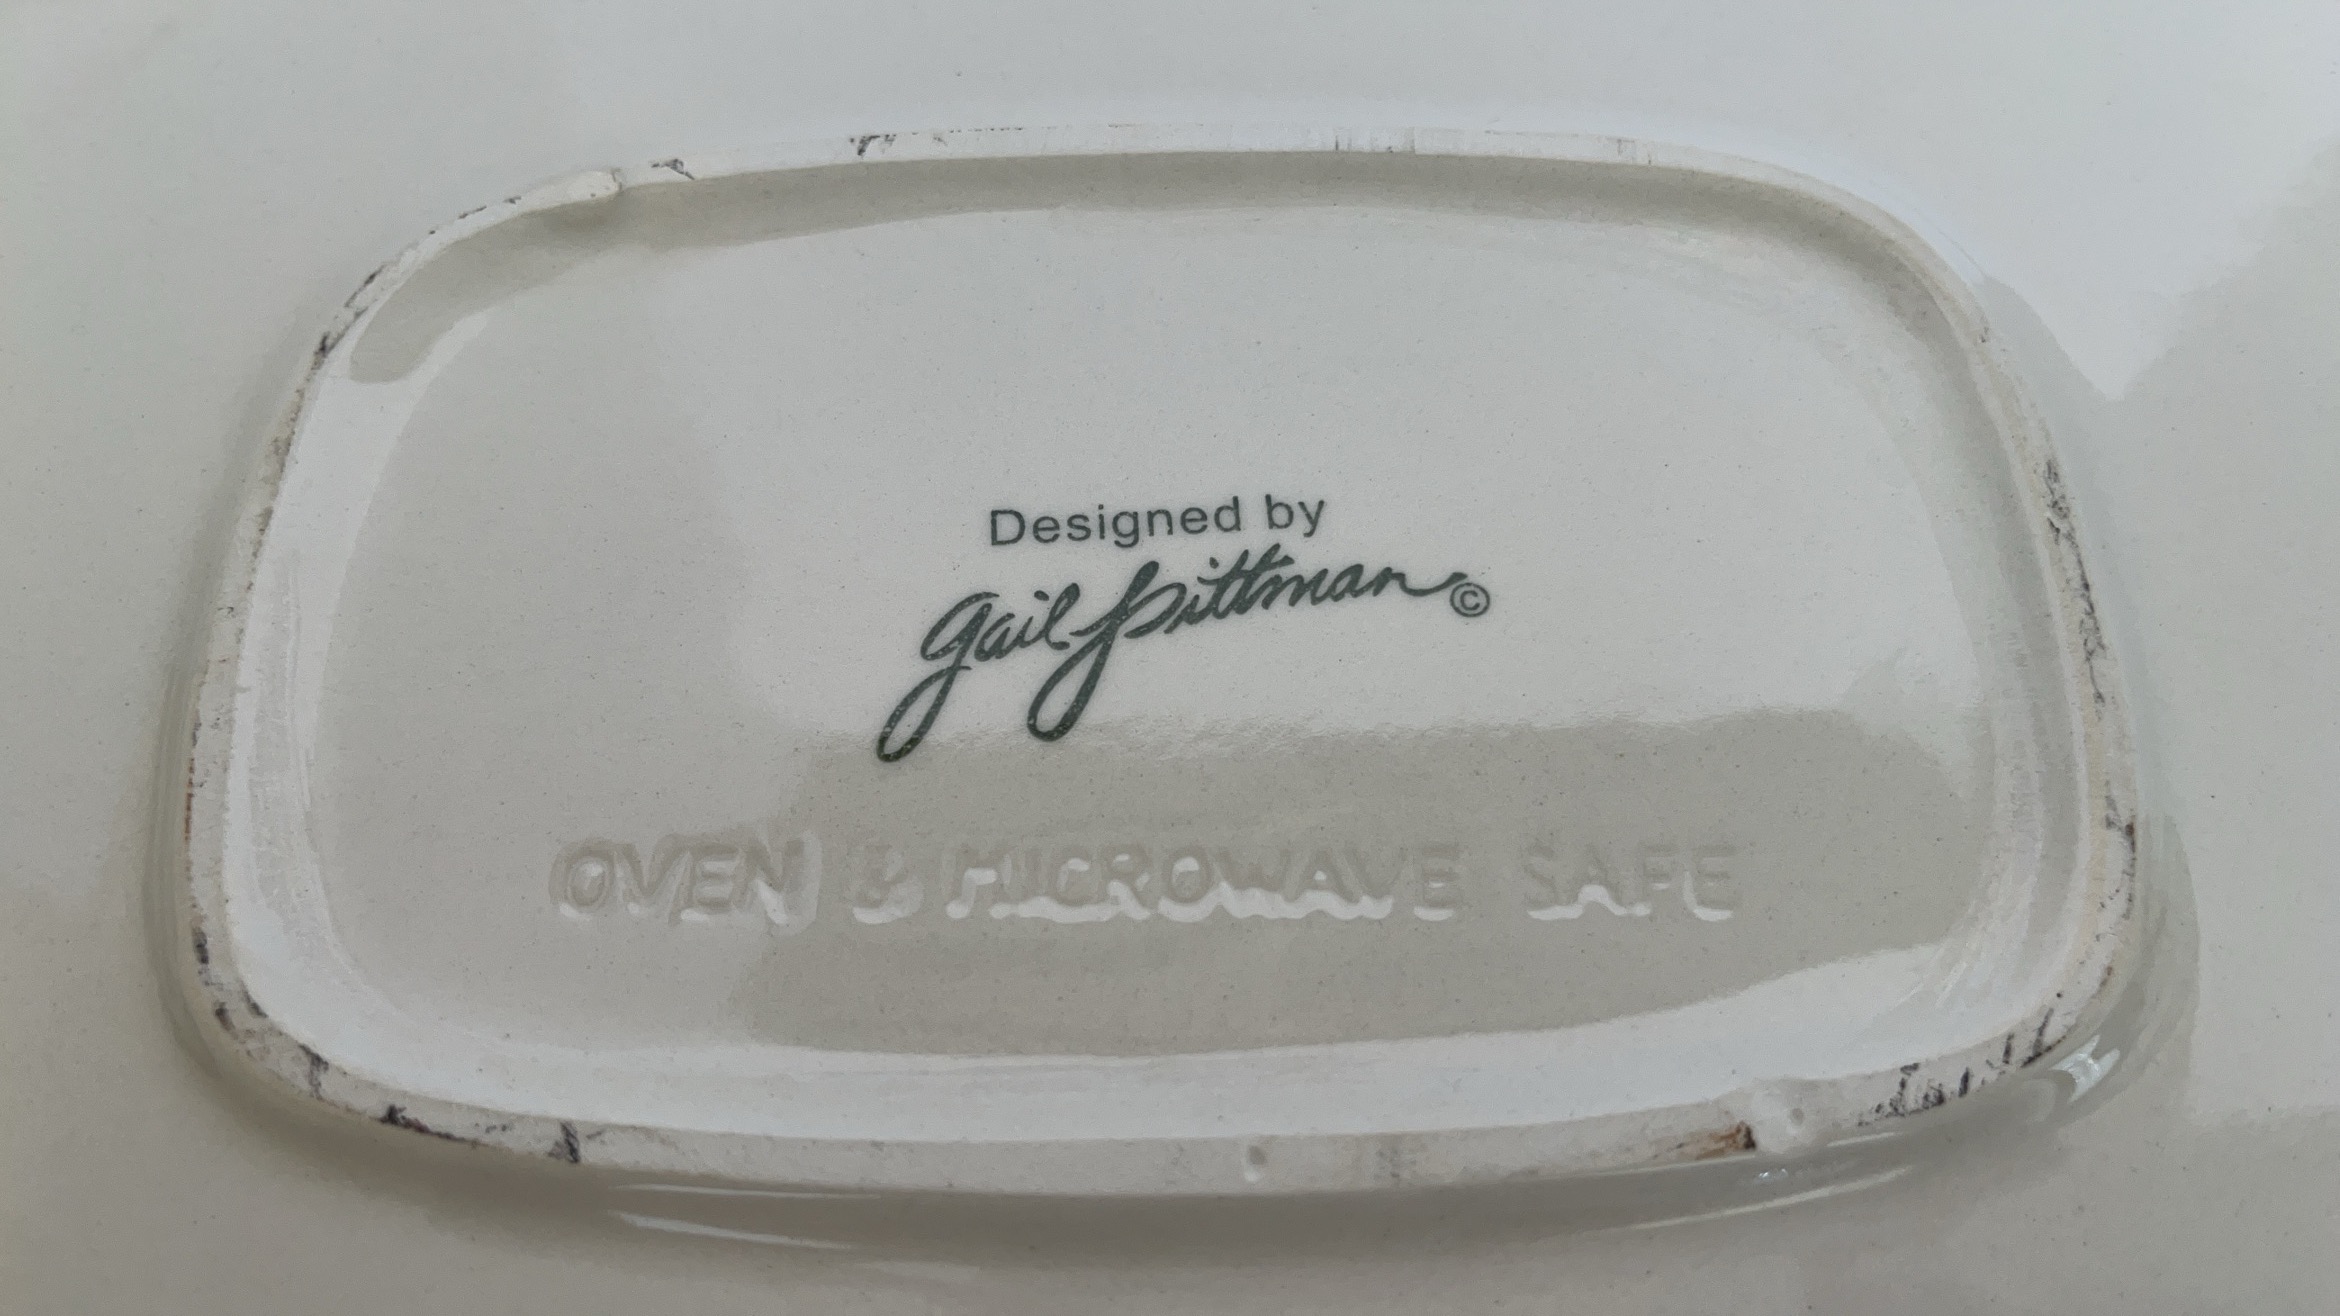 Designed by
Gail Pittman©
OVEN & MICROWAVE SAFE